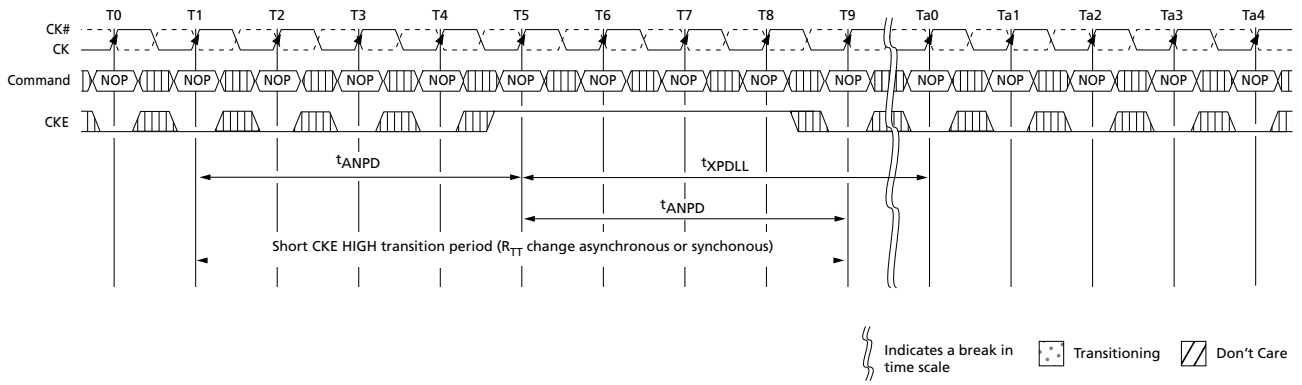 T0 T1 T2 T3 T4 T5 T6 T7 T8 T9 Ta0 Ta1 Ta2 Ta3 Ta4
CK#
CK
Command NOP NOP NOP NOP NOP NOP NOP NOP NOP NOP NOP NOP NOP NOP NOP
CKE
tANPD tXPDLL
tANPD
Short CKE HIGH transition period (RTT change asynchronous or synchonous)
Indicates a break in
time scale
Transitioning
Don't Care